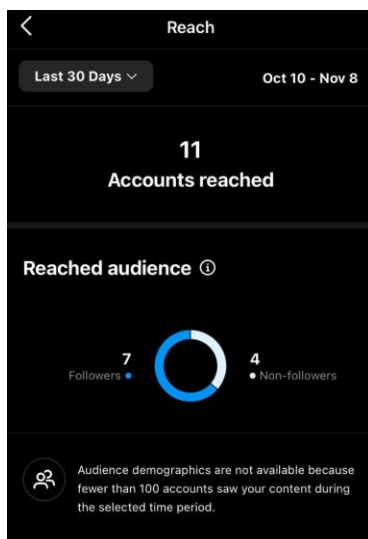 Reach
Last 30 Days
Oct 10 - Nov 8
11
Accounts reached
Reached audience
7
Followers
4
Non-followers
Audience demographics are not available because
fewer than 100 accounts saw your content during
the selected time period.